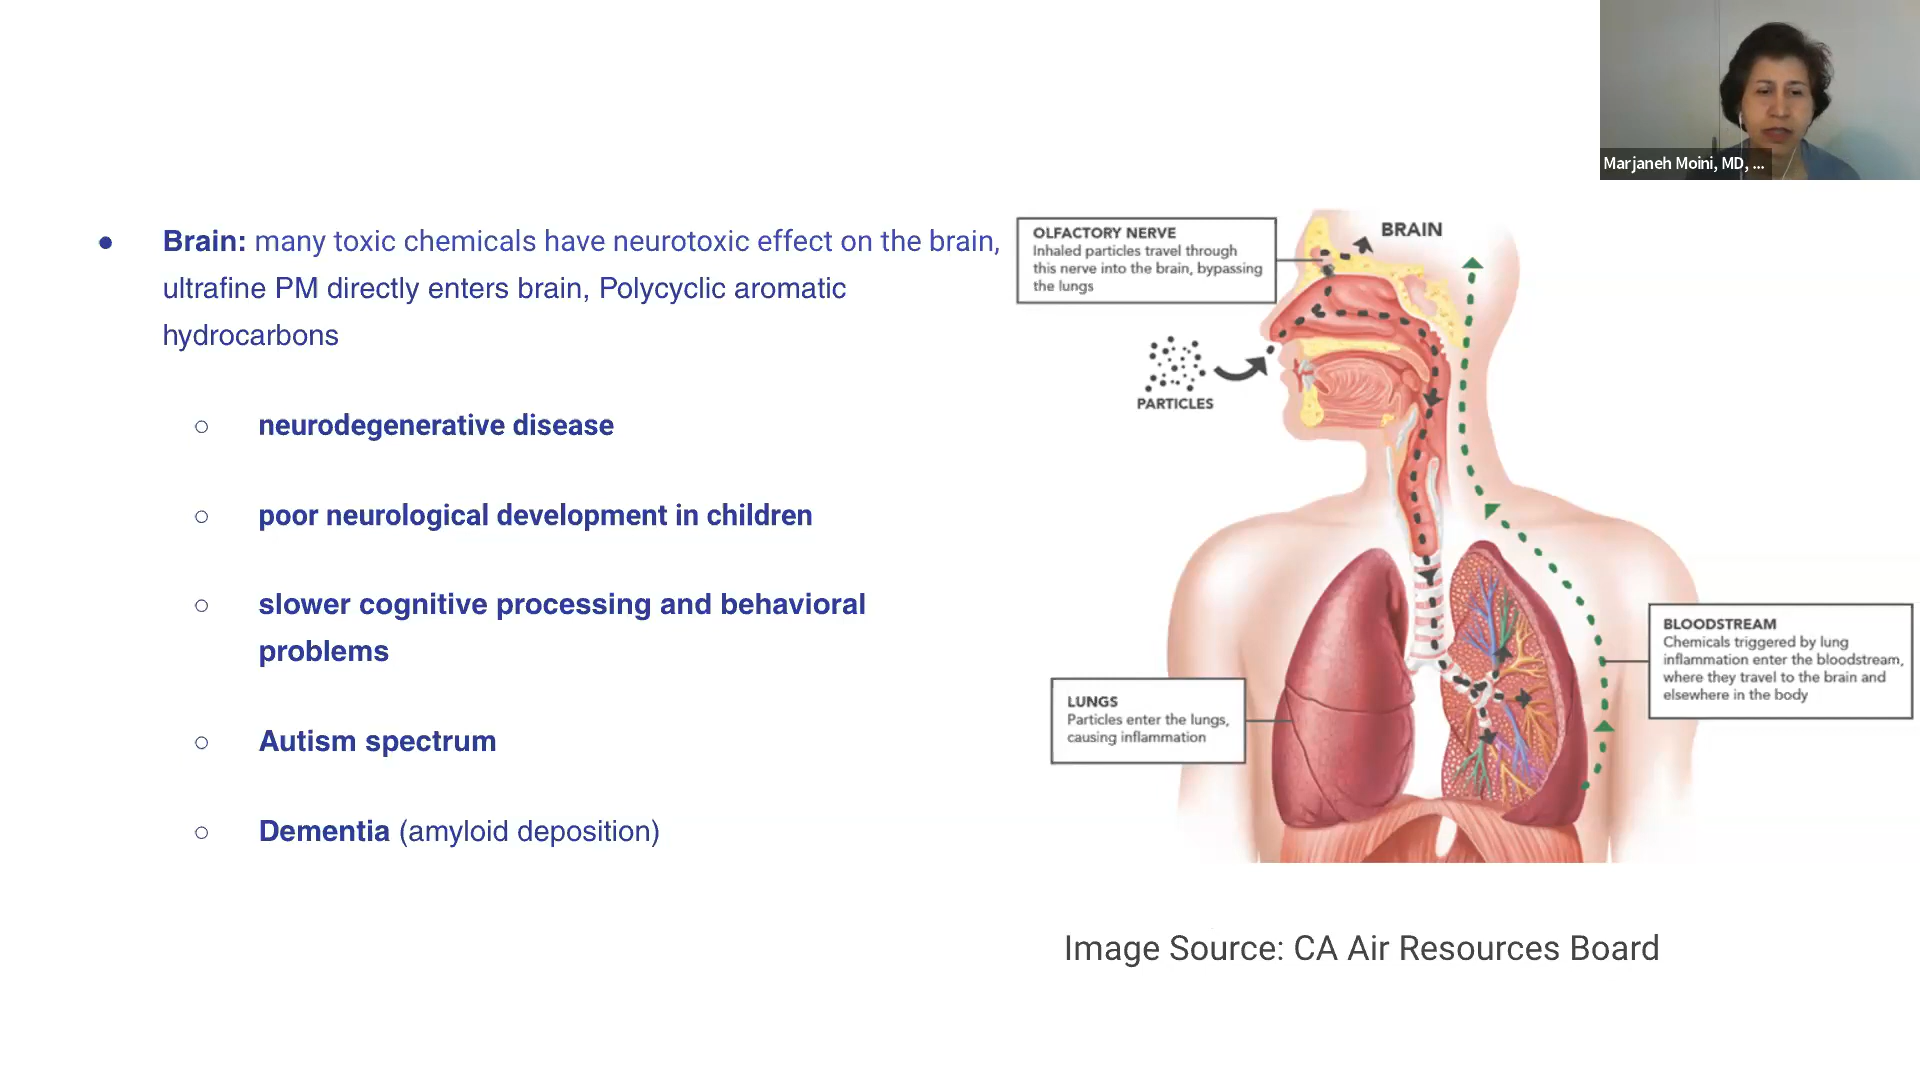 Marjaneh Moini, MD, ...
● Brain: many toxic chemicals have neurotoxic effect on the brain,
ultrafine PM directly enters brain, Polycyclic aromatic
hydrocarbons
○ neurodegenerative disease
○ poor neurological development in children
○ slower cognitive processing and behavioral
problems
○ Autism spectrum
○ Dementia (amyloid deposition)
OLFACTORY NERVE
Inhaled particles travel through
this nerve into the brain, bypassing
the lungs
BRAIN
PARTICLES
LUNGS
Particles enter the lungs,
causing inflammation
BLOODSTREAM
Chemicals triggered by lung
inflammation enter the bloodstream,
where they travel to the brain and
elsewhere in the body
Image Source: CA Air Resources Board